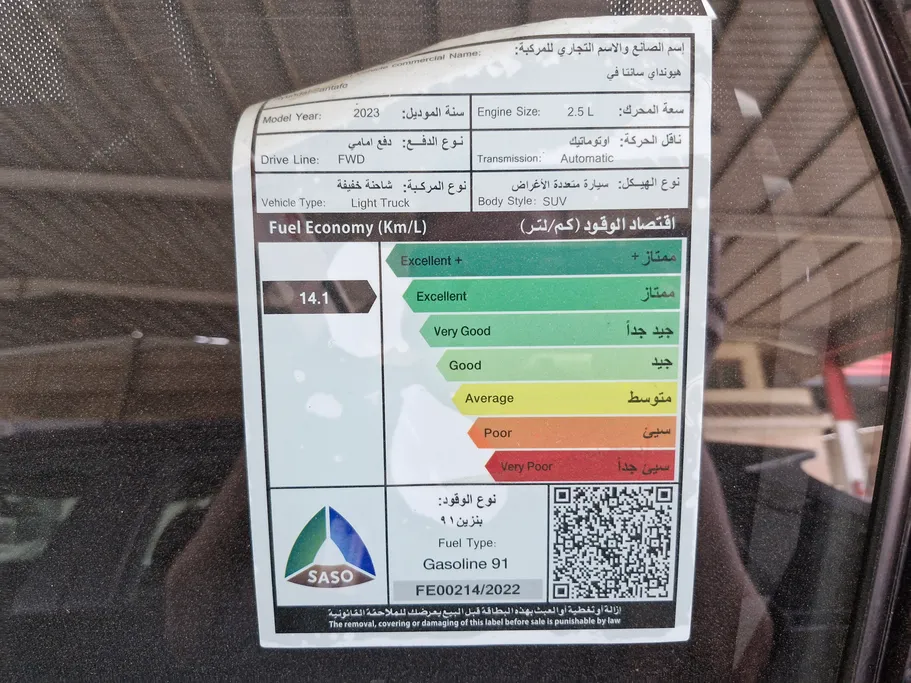 إسم الصانع والاسم التجاري للمركبة:
commercial Name:
هيونداي سانتا في
Model Year: 2023 سنة الموديل:
Engine Size: 2.5 L سعة المحرك:
نوع الدفع: دفع امامي
Drive Line: FWD
ناقل الحركة: اوتوماتيك
Transmission: Automatic
نوع المركبة: شاحنة خفيفة
Vehicle Type: Light Truck
نوع الهيكل: سيارة متعددة الأغراض
Body Style: SUV
Fuel Economy (Km/L) اقتصاد الوقود (كم/لتر)
Excellent + ممتاز +
14.1
Excellent ممتاز
Very Good جيد جداً
Good جيد
Average متوسط
Poor سيئ
Very Poor سيئ جداً
نوع الوقود:
بنزين ٩١
Fuel Type:
Gasoline 91
FE00214/2022
SASO
إزالة أو تغطية أو العبث بهذه البطاقة قبل البيع يعرضك للملاحقة القانونية
The removal, covering or damaging of this label before sale is punishable by law